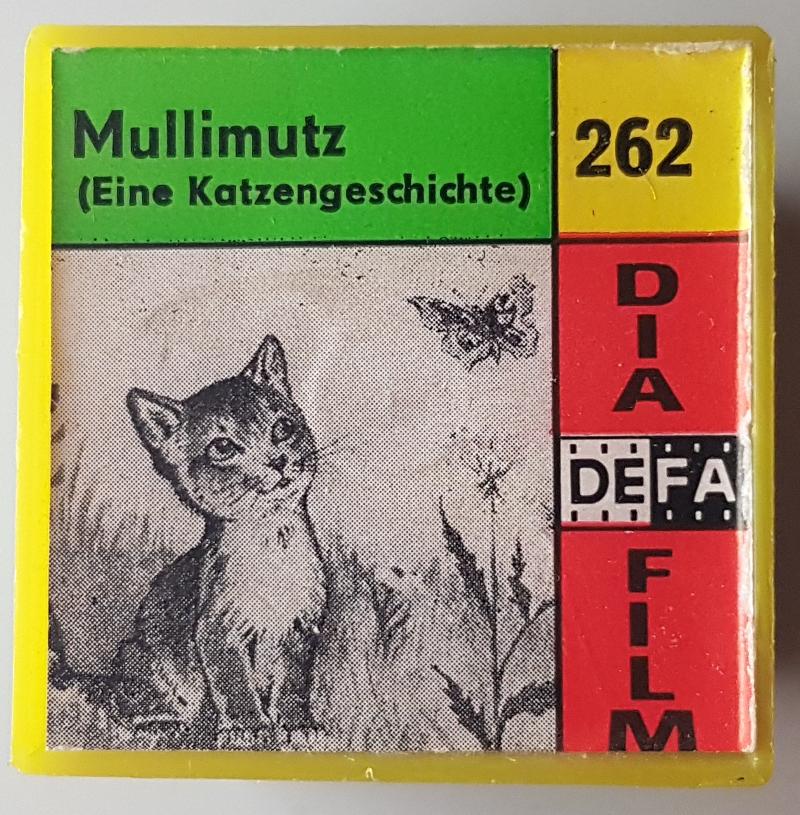 Mullimutz
(Eine Katzengeschichte)
262
DIA
DEFA
FILM